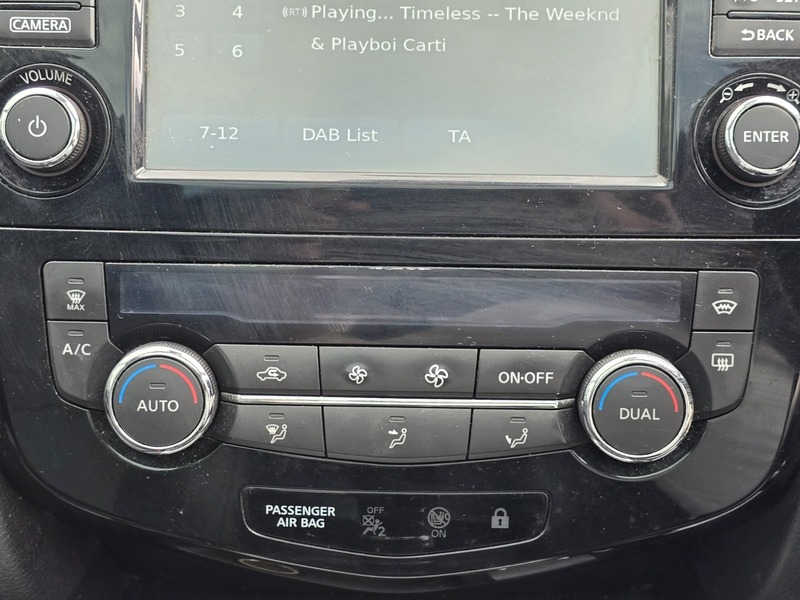 CAMERA
3 4 Playing... Timeless -- The Weeknd
5 6 & Playboi Carti
BACK
VOLUME
7-12 DAB List TA
ENTER
MAX
A/C
AUTO
ON·OFF
DUAL
PASSENGER
AIR BAG
OFF
2
ON